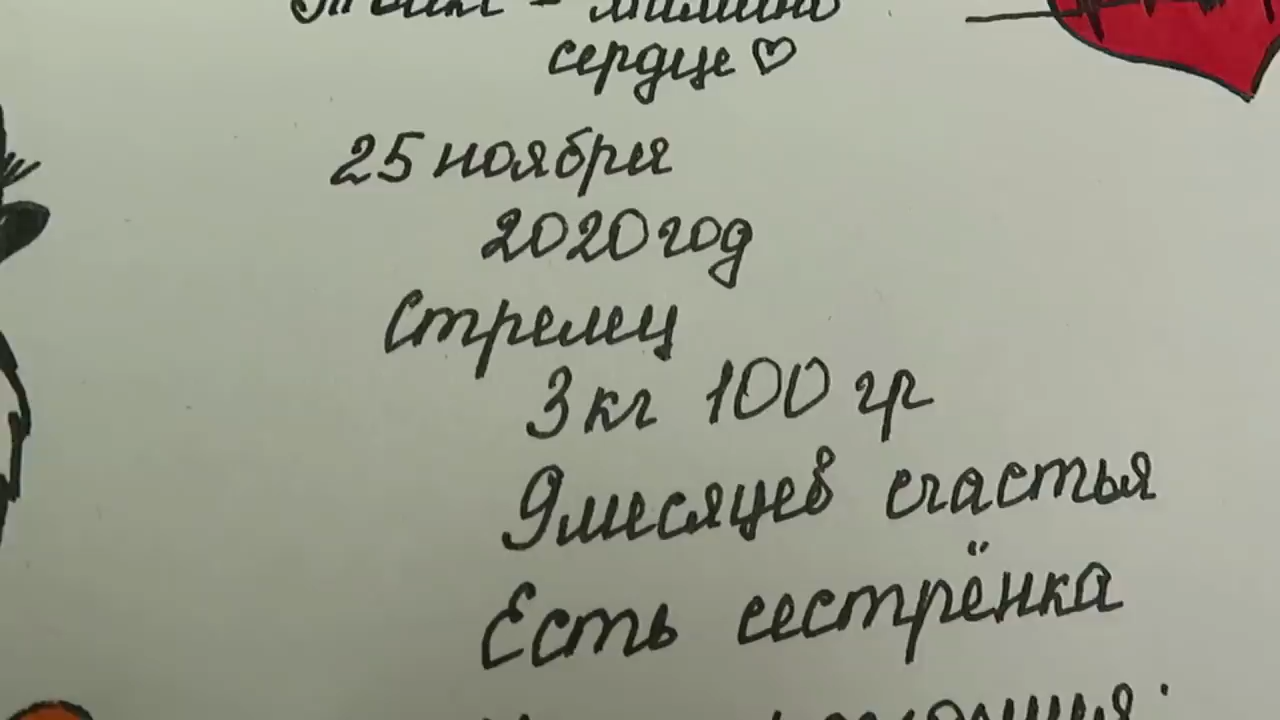 сердце
25 ноября
2020 год
Стрелец
3 кг 100 гр
9 месяцев счастья
Есть сестрёнка